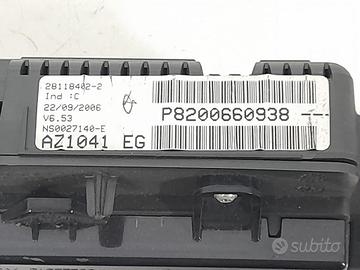 28118402-2
Ind :C
22/09/2006
V6.53
NS0027140-E
AZ1041 EG
P8200660938
subito